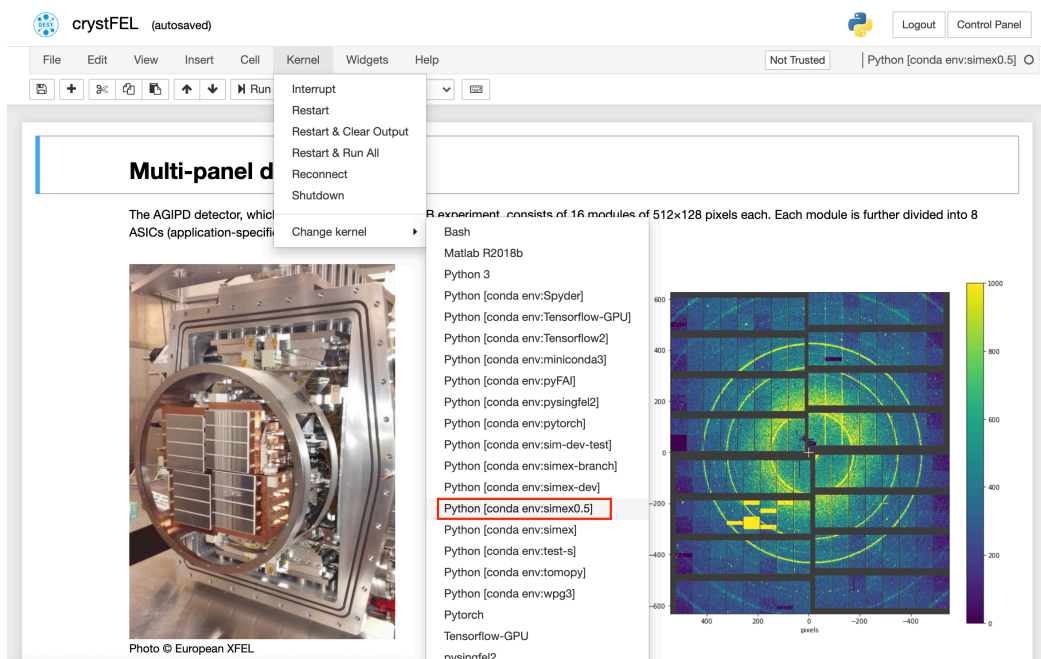 DESY.
crystFEL (autosaved)
Logout Control Panel
File Edit View Insert Cell Kernel Widgets Help
Not Trusted Python [conda env:simex0.5]
Run
Interrupt
Restart
Restart & Clear Output
Restart & Run All
Reconnect
Shutdown
Change kernel
Multi-panel d
The AGIPD detector, which B experiment, consists of 16 modules of 512×128 pixels each. Each module is further divided into 8
ASICs (application-specifi
Bash
Matlab R2018b
Python 3
Python [conda env:Spyder]
Python [conda env:Tensorflow-GPU]
Python [conda env:Tensorflow2]
Python [conda env:miniconda3]
Python [conda env:pyFAI]
Python [conda env:pysingfel2]
Python [conda env:pytorch]
Python [conda env:sim-dev-test]
Python [conda env:simex-branch]
Python [conda env:simex-dev]
Python [conda env:simex0.5]
Python [conda env:simex]
Python [conda env:test-s]
Python [conda env:tomopy]
Python [conda env:wpg3]
Pytorch
Tensorflow-GPU
pysingfel2
600
400
200
0
−200
−400
−600
400 200 0 −200 −400
pixels
1000
800
600
400
200
0
Photo © European XFEL